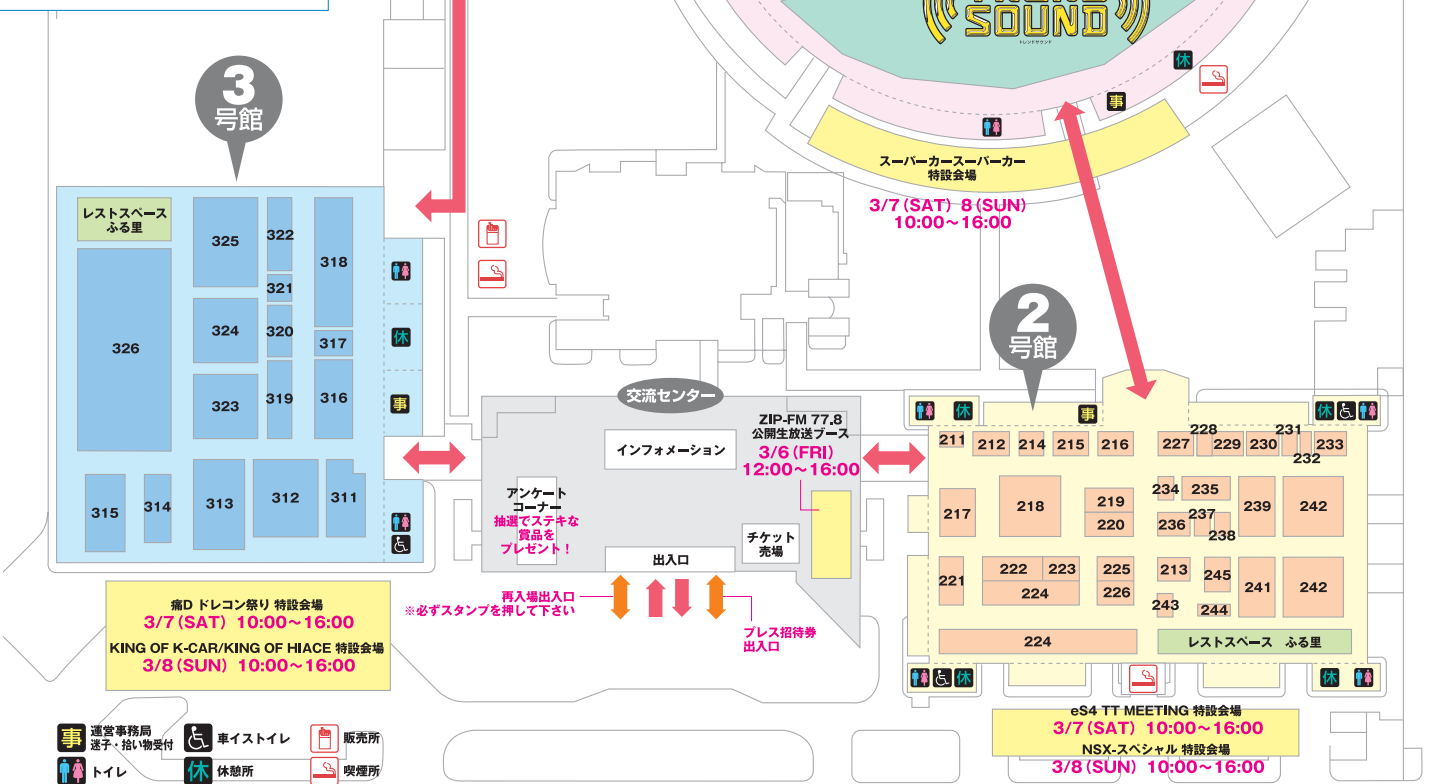 SOUND
トレンドサウンド
休
事
スーパーカースーパーカー
特設会場
3/7(SAT) 8(SUN)
10:00〜16:00
3
号館
レストスペース
ふる里
325
322
318
321
324
320
317
326
323
319
316
休
事
315
314
313
312
311
痛D ドレコン祭り 特設会場
3/7(SAT) 10:00〜16:00
KING OF K-CAR/KING OF HIACE 特設会場
3/8(SUN) 10:00〜16:00
交流センター
インフォメーション
ZIP-FM 77.8
公開生放送ブース
3/6(FRI)
12:00〜16:00
アンケート
コーナー
抽選でステキな
賞品を
プレゼント!
チケット
売場
出入口
再入場出入口
※必ずスタンプを押して下さい
プレス招待券
出入口
2
号館
休
事
休
211
212
214
215
216
227
228
229
230
231
232
233
217
218
219
220
234
235
236
237
238
239
242
221
222
223
224
225
226
213
245
243
244
241
242
224
レストスペース ふる里
休
休
eS4 TT MEETING 特設会場
3/7(SAT) 10:00〜16:00
NSX-スペシャル 特設会場
3/8(SUN) 10:00〜16:00
事 運営事務局
迷子・拾い物受付
車イストイレ
販売所
トイレ
休 休憩所
喫煙所